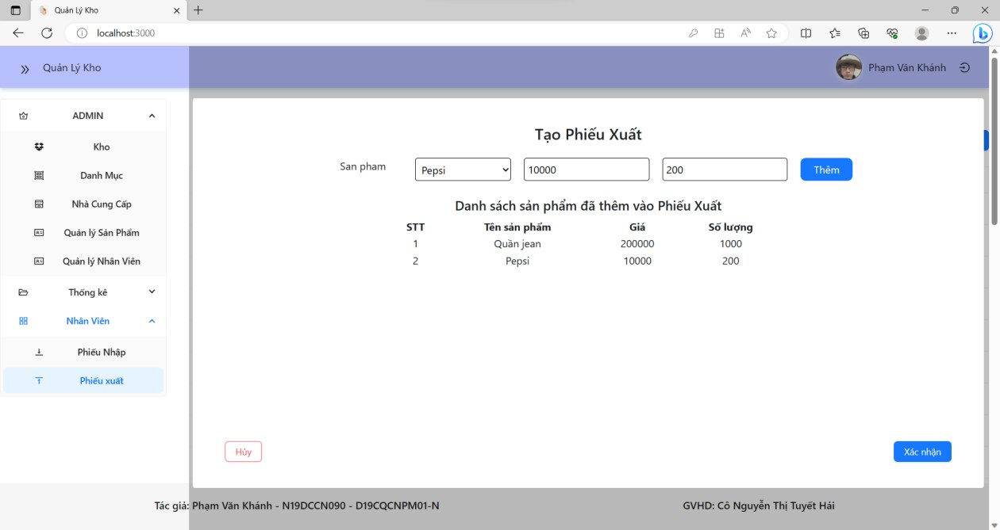 Quản Lý Kho
localhost:3000
Quản Lý Kho
Phạm Văn Khánh
ADMIN
Kho
Danh Mục
Nhà Cung Cấp
Quản lý Sản Phẩm
Quản lý Nhân Viên
Thống kê
Nhân Viên
Phiếu Nhập
Phiếu xuất
Tạo Phiếu Xuất
San pham Pepsi 10000 200 Thêm
Danh sách sản phẩm đã thêm vào Phiếu Xuất
STT Tên sản phẩm Giá Số lượng
1 Quần jean 200000 1000
2 Pepsi 10000 200
Hủy Xác nhận
Tác giả: Phạm Văn Khánh - N19DCCN090 - D19CQCNPM01-N GVHD: Cô Nguyễn Thị Tuyết Hải